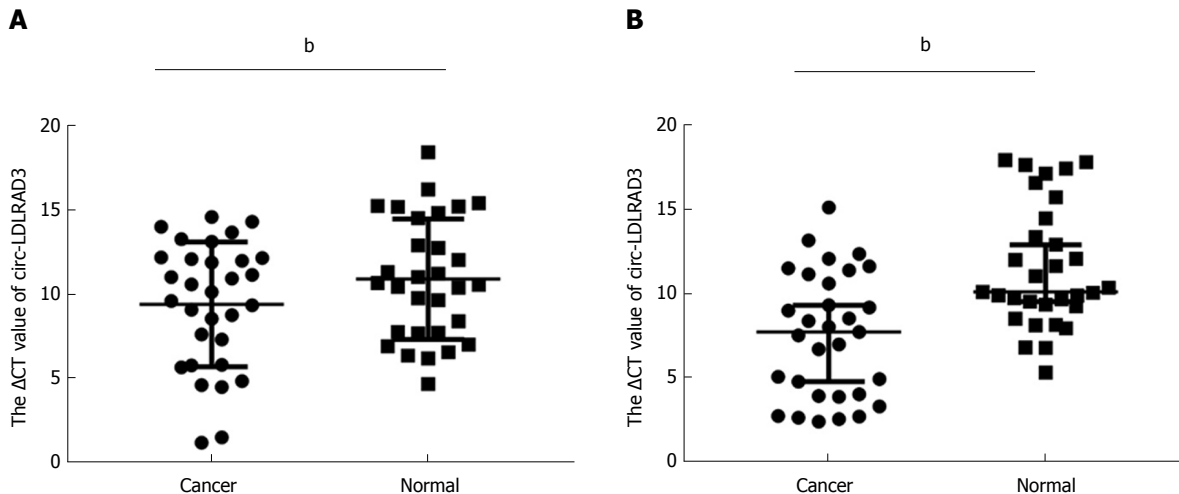 A
b
The ΔCT value of circ-LDLRAD3
20
15
10
5
0
Cancer Normal
B
b
The ΔCT value of circ-LDLRAD3
20
15
10
5
0
Cancer Normal